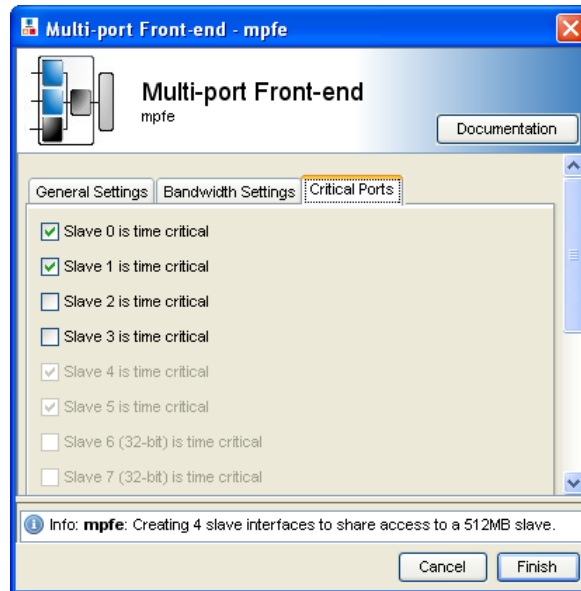 Multi-port Front-end - mpfe
Multi-port Front-end
mpfe
Documentation
General Settings Bandwidth Settings Critical Ports
Slave 0 is time critical
Slave 1 is time critical
Slave 2 is time critical
Slave 3 is time critical
Slave 4 is time critical
Slave 5 is time critical
Slave 6 (32-bit) is time critical
Slave 7 (32-bit) is time critical
Info: mpfe: Creating 4 slave interfaces to share access to a 512MB slave.
Cancel Finish